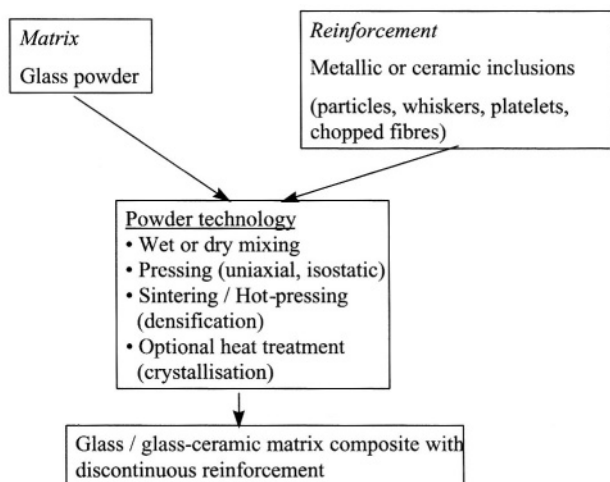 Matrix
Glass powder
Reinforcement
Metallic or ceramic inclusions
(particles, whiskers, platelets,
chopped fibres)
Powder technology
• Wet or dry mixing
• Pressing (uniaxial, isostatic)
• Sintering / Hot-pressing
(densification)
• Optional heat treatment
(crystallisation)
Glass / glass-ceramic matrix composite with
discontinuous reinforcement